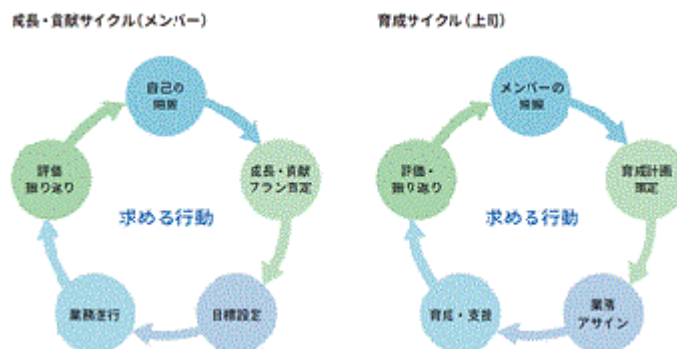 成長・貢献サイクル(メンバー)
育成サイクル(上司)
自己の
評価
振り返り
成長・貢献
プラン策定
求める行動
業務遂行
目標設定
メンバーの
評価・
振り返り
育成計画
策定
求める行動
育成・支援
業務
アサイン